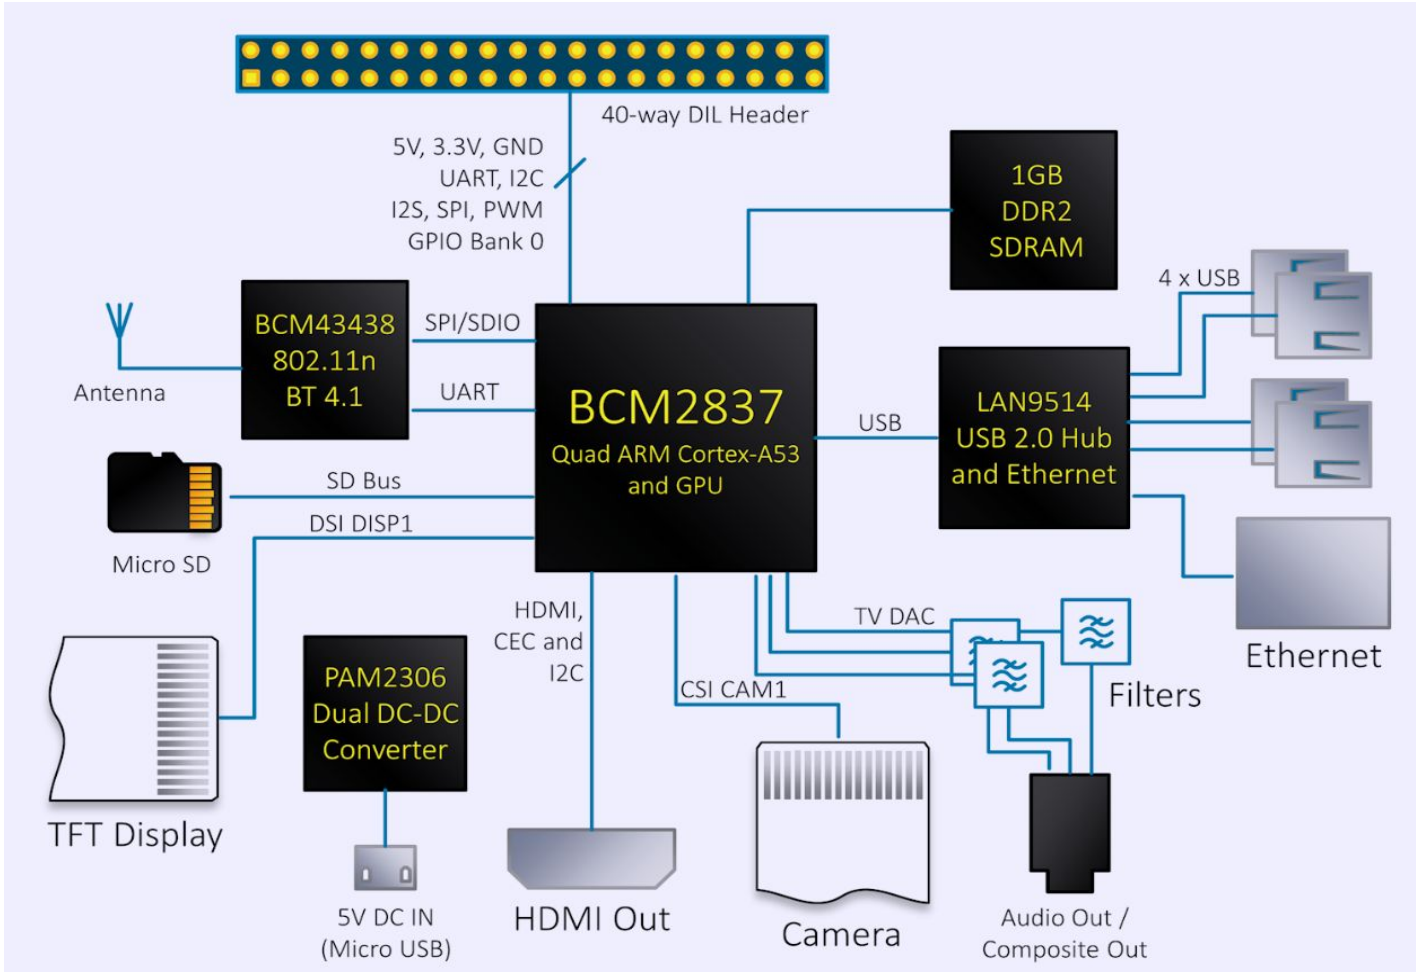 40-way DIL Header
5V, 3.3V, GND
UART, I2C
I2S, SPI, PWM
GPIO Bank 0
1GB
DDR2
SDRAM
4 x USB
BCM43438
802.11n
BT 4.1
SPI/SDIO
UART
Antenna
BCM2837
Quad ARM Cortex-A53
and GPU
USB
LAN9514
USB 2.0 Hub
and Ethernet
SD Bus
Micro SD
DSI DISP1
HDMI,
CEC and
I2C
TV DAC
CSI CAM1
Filters
Ethernet
PAM2306
Dual DC-DC
Converter
TFT Display
5V DC IN
(Micro USB)
HDMI Out
Camera
Audio Out /
Composite Out